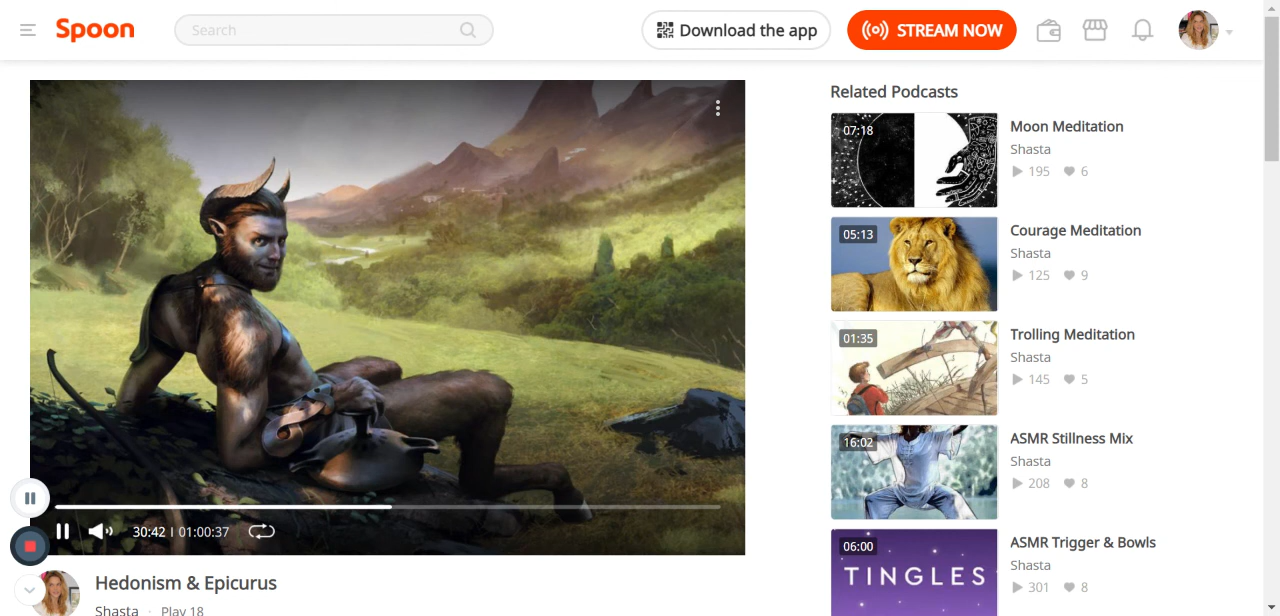 Spoon
Search
Download the app
STREAM NOW
30:42 | 01:00:37
Hedonism & Epicurus
Shasta · Play 18
Related Podcasts
07:18
Moon Meditation
Shasta
195 6
05:13
Courage Meditation
Shasta
125 9
01:35
Trolling Meditation
Shasta
145 5
16:02
ASMR Stillness Mix
Shasta
208 8
06:00
TINGLES
ASMR Trigger & Bowls
Shasta
301 8